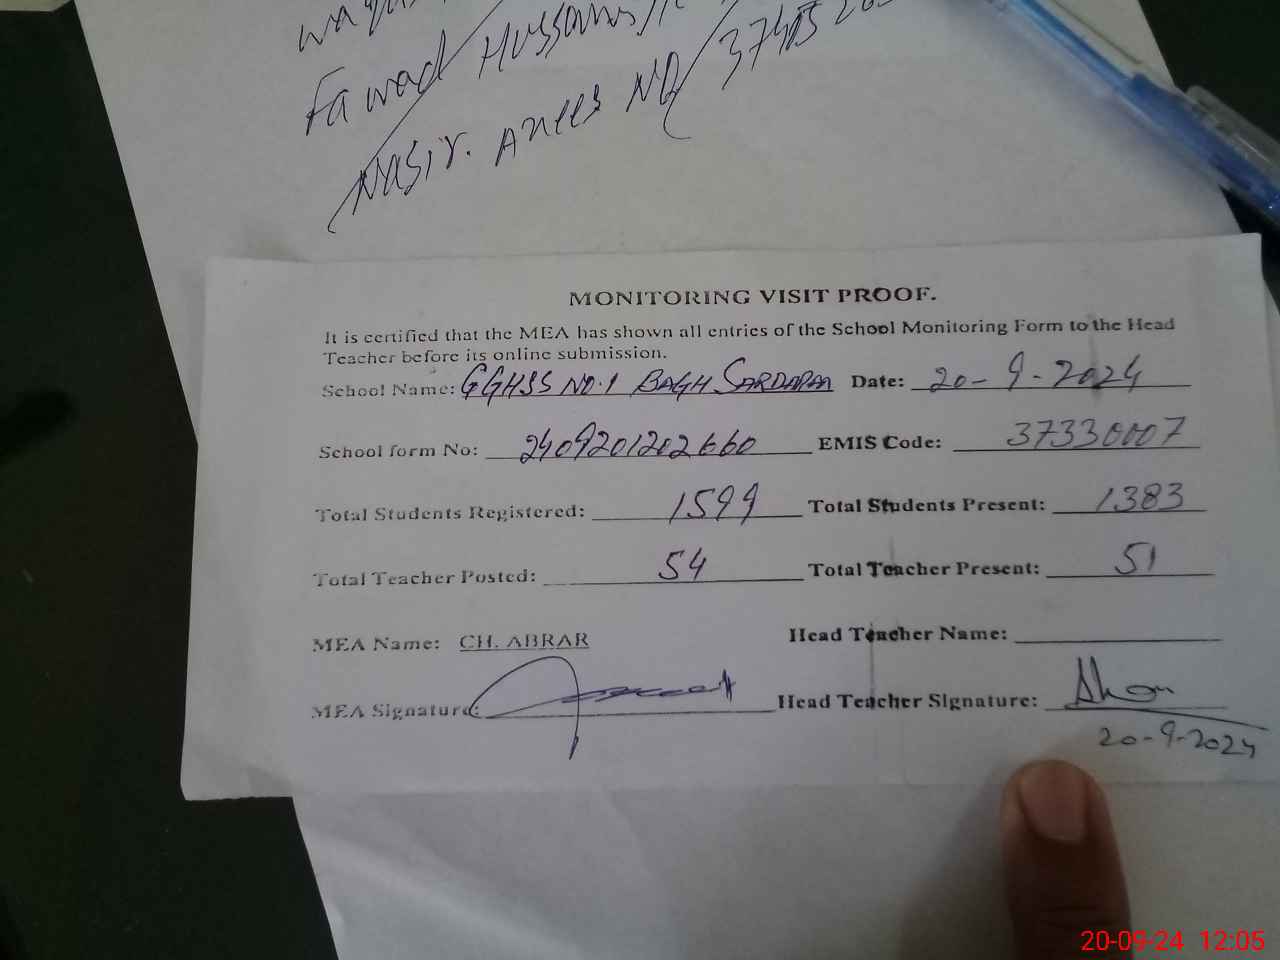 Fawad Hussain
Nasir. Anees NQ / 37405
MONITORING VISIT PROOF.
It is certified that the MEA has shown all entries of the School Monitoring Form to the Head
Teacher before its online submission.
School Name: GGHSS NO.1 BAGH SARDARAN Date: 20-9-2024
School form No: 2409201202660 EMIS Code: 37330007
Total Students Registered: 1599 Total Students Present: 1383
Total Teacher Posted: 54 Total Teacher Present: 51
MEA Name: CH. ABRAR Head Teacher Name:
MEA Signature: Head Teacher Signature:
20-9-2024
20-09-24 12:05